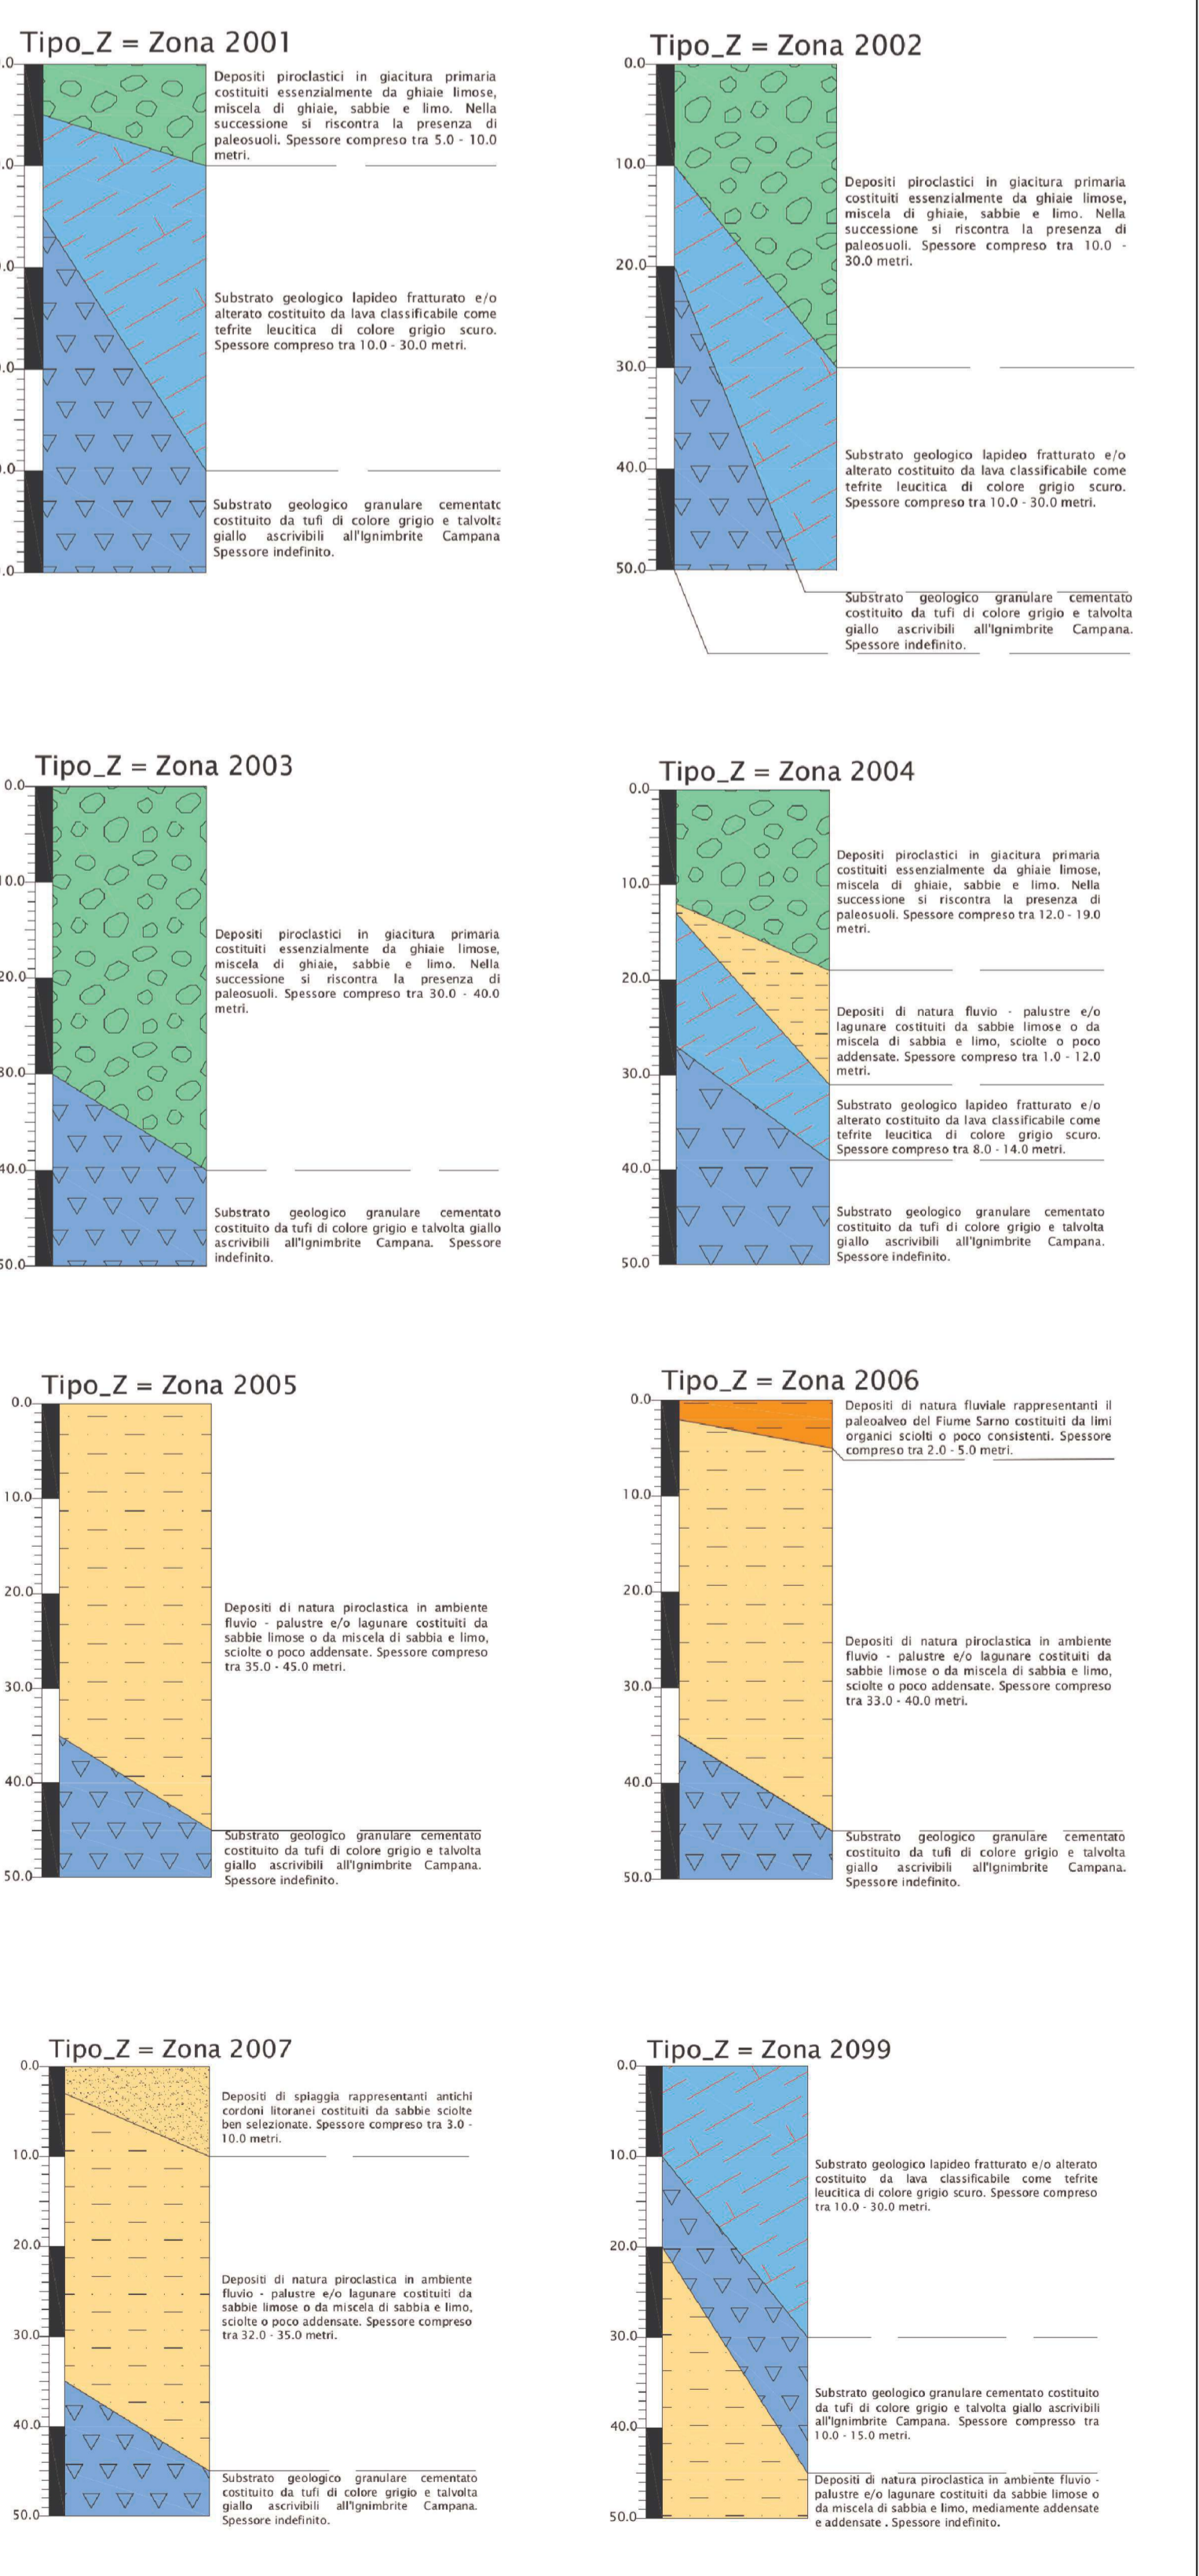 Tipo_Z = Zona 2001
.0
.0
.0
.0
.0
.0
Depositi piroclastici in giacitura primaria
costituiti essenzialmente da ghiaie limose,
miscela di ghiaie, sabbie e limo. Nella
successione si riscontra la presenza di
paleosuoli. Spessore compreso tra 5.0 - 10.0
metri.
Substrato geologico lapideo fratturato e/o
alterato costituito da lava classificabile come
tefrite leucitica di colore grigio scuro.
Spessore compreso tra 10.0 - 30.0 metri.
Substrato geologico granulare cementato
costituito da tufi di colore grigio e talvolta
giallo ascrivibili all'Ignimbrite Campana
Spessore indefinito.
Tipo_Z = Zona 2002
0.0
10.0
20.0
30.0
40.0
50.0
Depositi piroclastici in giacitura primaria
costituiti essenzialmente da ghiaie limose,
miscela di ghiaie, sabbie e limo. Nella
successione si riscontra la presenza di
paleosuoli. Spessore compreso tra 10.0 -
30.0 metri.
Substrato geologico lapideo fratturato e/o
alterato costituito da lava classificabile come
tefrite leucitica di colore grigio scuro.
Spessore compreso tra 10.0 - 30.0 metri.
Substrato geologico granulare cementato
costituito da tufi di colore grigio e talvolta
giallo ascrivibili all'Ignimbrite Campana.
Spessore indefinito.
Tipo_Z = Zona 2003
0.0
10.0
20.0
30.0
40.0
50.0
Depositi piroclastici in giacitura primaria
costituiti essenzialmente da ghiaie limose,
miscela di ghiaie, sabbie e limo. Nella
successione si riscontra la presenza di
paleosuoli. Spessore compreso tra 30.0 - 40.0
metri.
Substrato geologico granulare cementato
costituito da tufi di colore grigio e talvolta giallo
ascrivibili all'Ignimbrite Campana. Spessore
indefinito.
Tipo_Z = Zona 2004
0.0
10.0
20.0
30.0
40.0
50.0
Depositi piroclastici in giacitura primaria
costituiti essenzialmente da ghiaie limose,
miscela di ghiaie, sabbie e limo. Nella
successione si riscontra la presenza di
paleosuoli. Spessore compreso tra 12.0 - 19.0
metri.
Depositi di natura fluvio - palustre e/o
lagunare costituiti da sabbie limose o da
miscela di sabbia e limo, sciolte o poco
addensate. Spessore compreso tra 1.0 - 12.0
metri.
Substrato geologico lapideo fratturato e/o
alterato costituito da lava classificabile come
tefrite leucitica di colore grigio scuro.
Spessore compreso tra 8.0 - 14.0 metri.
Substrato geologico granulare cementato
costituito da tufi di colore grigio e talvolta
giallo ascrivibili all'Ignimbrite Campana.
Spessore indefinito.
Tipo_Z = Zona 2005
0.0
10.0
20.0
30.0
40.0
50.0
Depositi di natura piroclastica in ambiente
fluvio - palustre e/o lagunare costituiti da
sabbie limose o da miscela di sabbia e limo,
sciolte o poco addensate. Spessore compreso
tra 35.0 - 45.0 metri.
Substrato geologico granulare cementato
costituito da tufi di colore grigio e talvolta
giallo ascrivibili all'Ignimbrite Campana.
Spessore indefinito.
Tipo_Z = Zona 2006
0.0
10.0
20.0
30.0
40.0
50.0
Depositi di natura fluviale rappresentanti il
paleoalveo del Fiume Sarno costituiti da limi
organici sciolti o poco consistenti. Spessore
compreso tra 2.0 - 5.0 metri.
Depositi di natura piroclastica in ambiente
fluvio - palustre e/o lagunare costituiti da
sabbie limose o da miscela di sabbia e limo,
sciolte o poco addensate. Spessore compreso
tra 33.0 - 40.0 metri.
Substrato geologico granulare cementato
costituito da tufi di colore grigio e talvolta
giallo ascrivibili all'Ignimbrite Campana.
Spessore indefinito.
Tipo_Z = Zona 2007
0.0
10.0
20.0
30.0
40.0
50.0
Depositi di spiaggia rappresentanti antichi
cordoni litoranei costituiti da sabbie sciolte
ben selezionate. Spessore compreso tra 3.0 -
10.0 metri.
Depositi di natura piroclastica in ambiente
fluvio - palustre e/o lagunare costituiti da
sabbie limose o da miscela di sabbia e limo,
sciolte o poco addensate. Spessore compreso
tra 32.0 - 35.0 metri.
Substrato geologico granulare cementato
costituito da tufi di colore grigio e talvolta
giallo ascrivibili all'Ignimbrite Campana.
Spessore indefinito.
Tipo_Z = Zona 2099
0.0
10.0
20.0
30.0
40.0
50.0
Substrato geologico lapideo fratturato e/o alterato
costituito da lava classificabile come tefrite
leucitica di colore grigio scuro. Spessore compreso
tra 10.0 - 30.0 metri.
Substrato geologico granulare cementato costituito
da tufi di colore grigio e talvolta giallo ascrivibili
all'Ignimbrite Campana. Spessore compresso tra
10.0 - 15.0 metri.
Depositi di natura piroclastica in ambiente fluvio -
palustre e/o lagunare costituiti da sabbie limose o
da miscela di sabbia e limo, mediamente addensate
e addensate . Spessore indefinito.